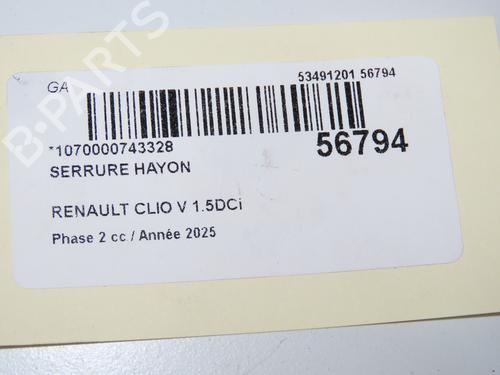 B-PARTS
GA
53491201 56794
*1070000743328
56794
SERRURE HAYON
RENAULT CLIO V 1.5DCi
Phase 2 cc / Année 2025